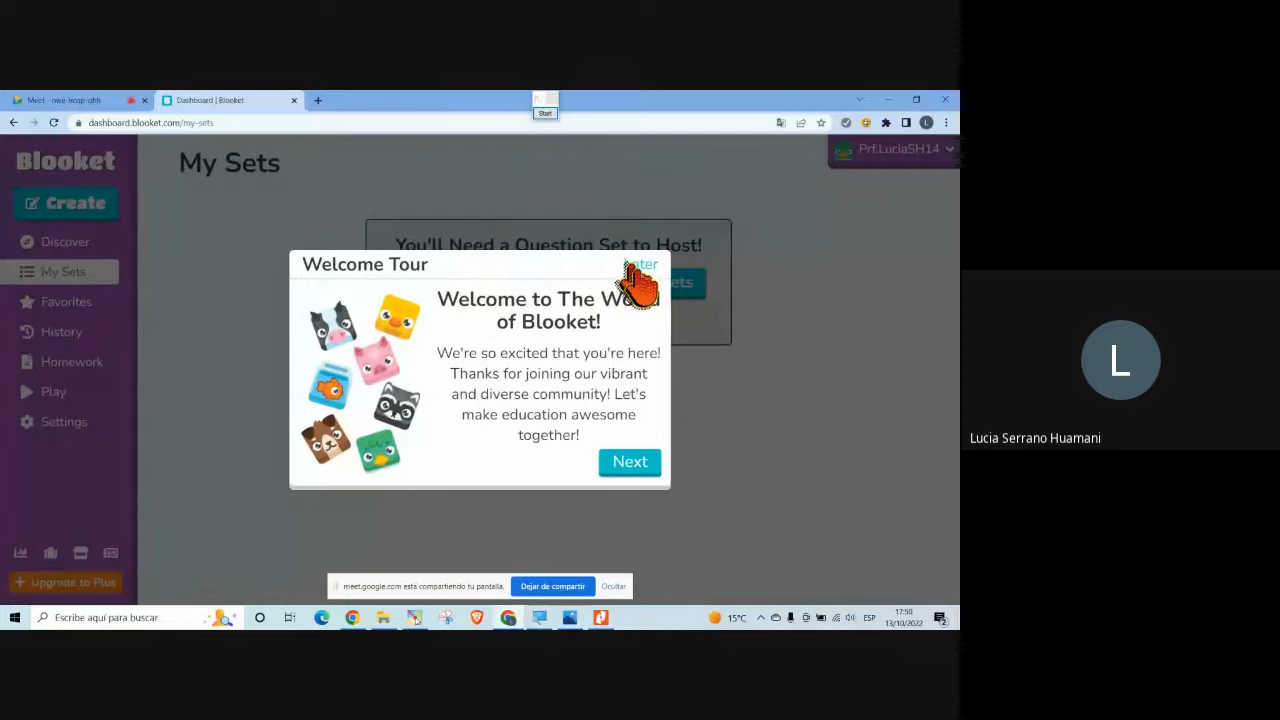 Meet - nwe-hcqp-qhh
Dashboard | Blooket
Start
dashboard.blooket.com/my-sets
Blooket
Create
Discover
My Sets
Favorites
History
Homework
Play
Settings
Upgrade to Plus
My Sets
Prf.LuciaSH14
You'll Need a Question Set to Host!
Welcome Tour
Welcome to The
of Blooket!
We're so excited that you're here!
Thanks for joining our vibrant
and diverse community! Let's
make education awesome
together!
Next
meet.google.com está compartiendo tu pantalla.
Dejar de compartir
Ocultar
Escribe aquí para buscar
15°C
ESP
17:50
13/10/2022
2
L
Lucia Serrano Huamani